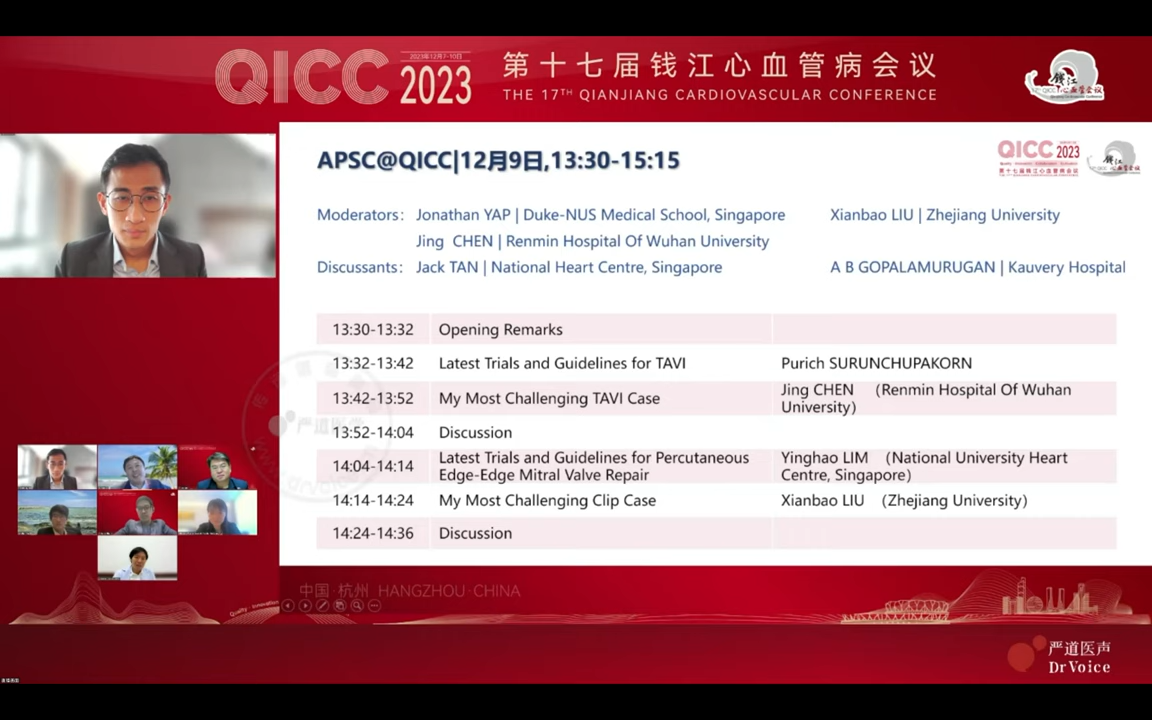 QICC
2023年12月7-10日
2023
第十七届钱江心血管病会议
THE 17TH QIANJIANG CARDIOVASCULAR CONFERENCE
APSC@QICC|12月9日,13:30-15:15
QICC 2023
第十七届钱江心血管病会议
Moderators： Jonathan YAP | Duke-NUS Medical School, Singapore Xianbao LIU | Zhejiang University
Jing CHEN | Renmin Hospital Of Wuhan University
Discussants： Jack TAN | National Heart Centre, Singapore A B GOPALAMURUGAN | Kauvery Hospital
13:30-13:32 Opening Remarks
13:32-13:42 Latest Trials and Guidelines for TAVI Purich SURUNCHUPAKORN
13:42-13:52 My Most Challenging TAVI Case Jing CHEN （Renmin Hospital Of Wuhan
University）
13:52-14:04 Discussion
14:04-14:14 Latest Trials and Guidelines for Percutaneous
Edge-Edge Mitral Valve Repair
Yinghao LIM （National University Heart
Centre, Singapore）
14:14-14:24 My Most Challenging Clip Case Xianbao LIU （Zhejiang University）
14:24-14:36 Discussion
中国·杭州 HANGZHOU·CHINA
严道医声
DrVoice